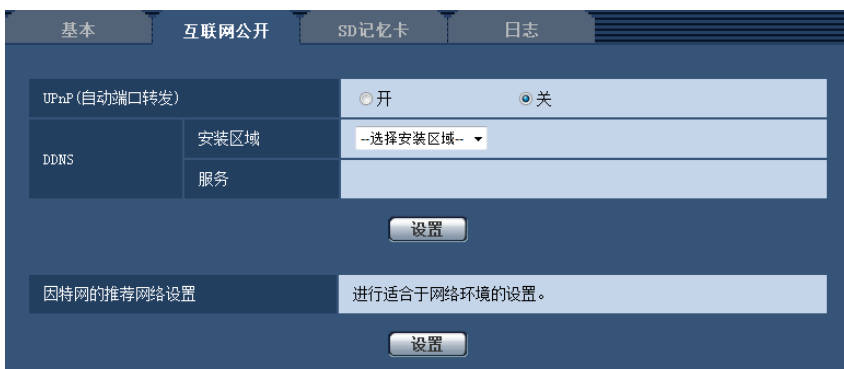 基本 互联网公开 SD记忆卡 日志
UPnP(自动端口转发) 开 关
DDNS 安装区域 --选择安装区域--
服务
设置
因特网的推荐网络设置 进行适合于网络环境的设置。
设置